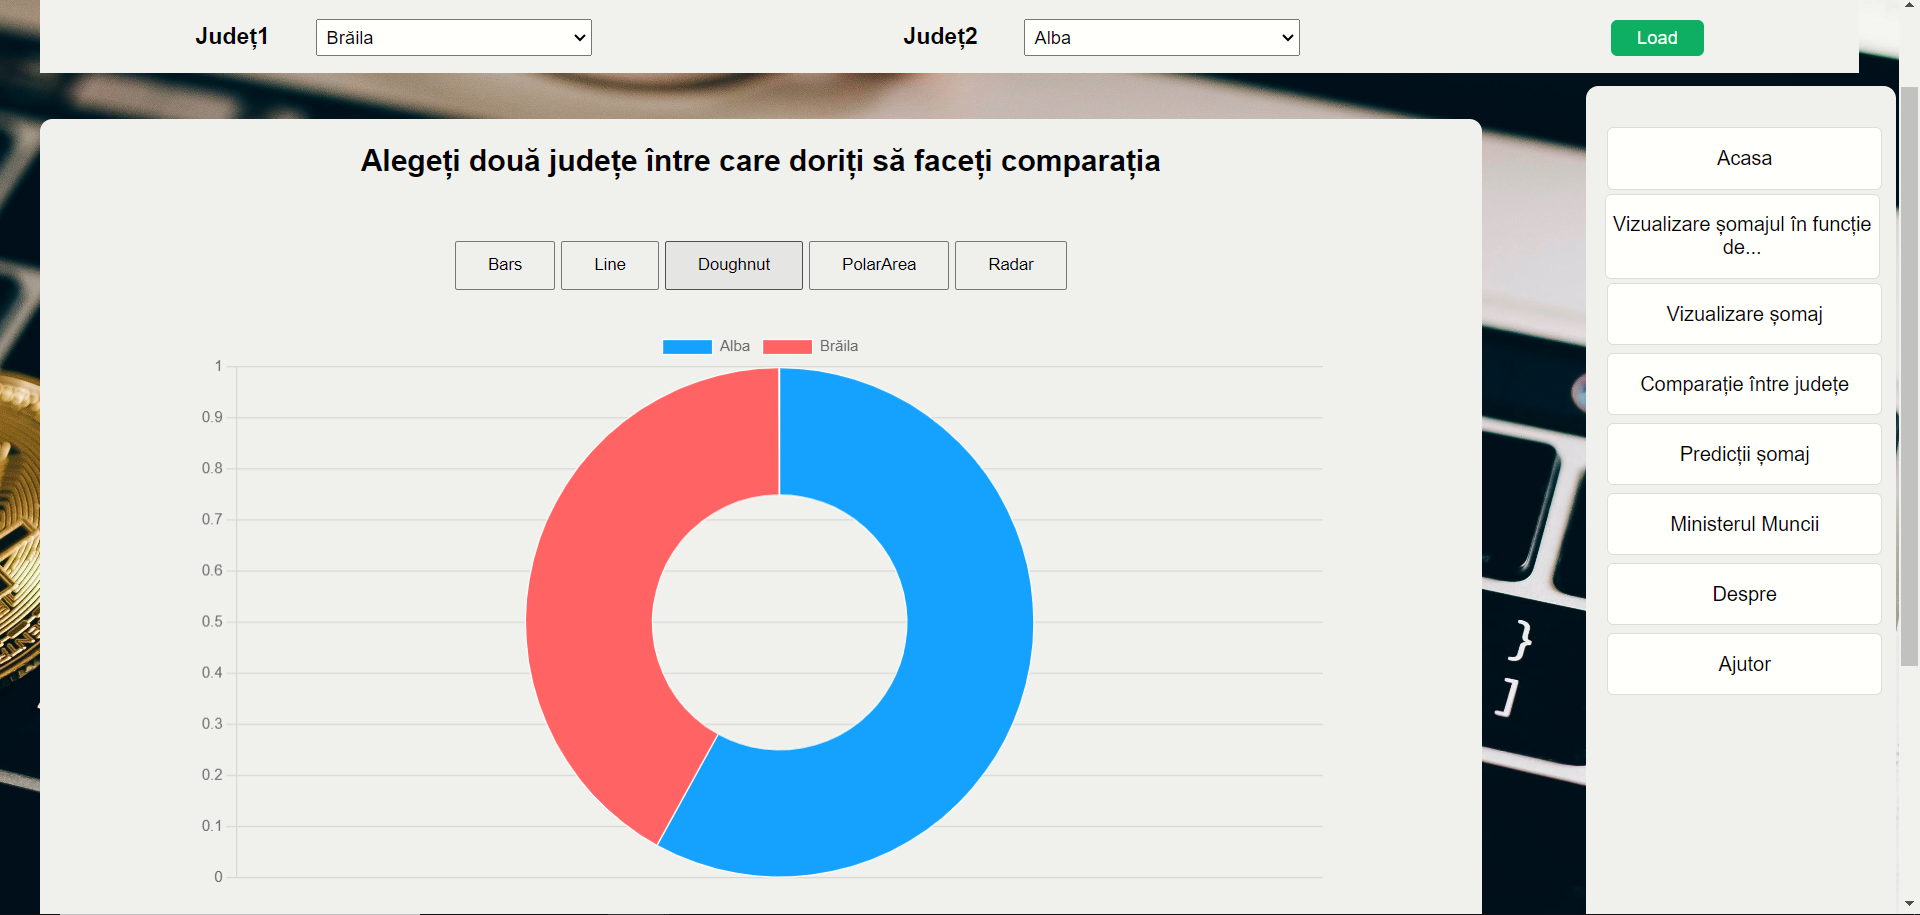 Județ1
Brăila
Județ2
Alba
Load
Alegeți două județe între care doriți să faceți comparația
Bars
Line
Doughnut
PolarArea
Radar
Alba
Brăila
1
0.9
0.8
0.7
0.6
0.5
0.4
0.3
0.2
0.1
0
Acasa
Vizualizare șomajul în funcție
de...
Vizualizare șomaj
Comparație între județe
Predicții șomaj
Ministerul Muncii
Despre
Ajutor
}
]